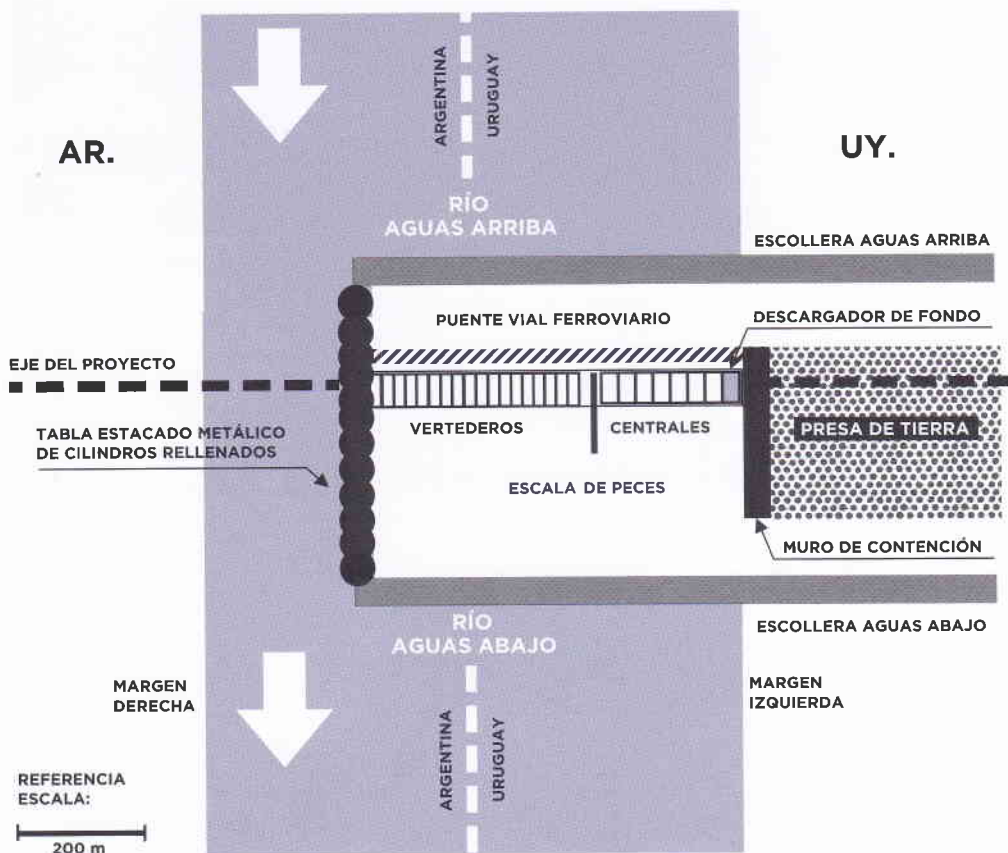 ARGENTINA
URUGUAY
AR.
UY.
RÍO
AGUAS ARRIBA
ESCOLLERA AGUAS ARRIBA
PUENTE VIAL FERROVIARIO
DESCARGADOR DE FONDO
EJE DEL PROYECTO
TABLA ESTACADO METÁLICO
DE CILINDROS RELLENADOS
VERTEDEROS
CENTRALES
PRESA DE TIERRA
ESCALA DE PECES
MURO DE CONTENCIÓN
RÍO
AGUAS ABAJO
ESCOLLERA AGUAS ABAJO
MARGEN
DERECHA
MARGEN
IZQUIERDA
ARGENTINA
URUGUAY
REFERENCIA
ESCALA:
200 m